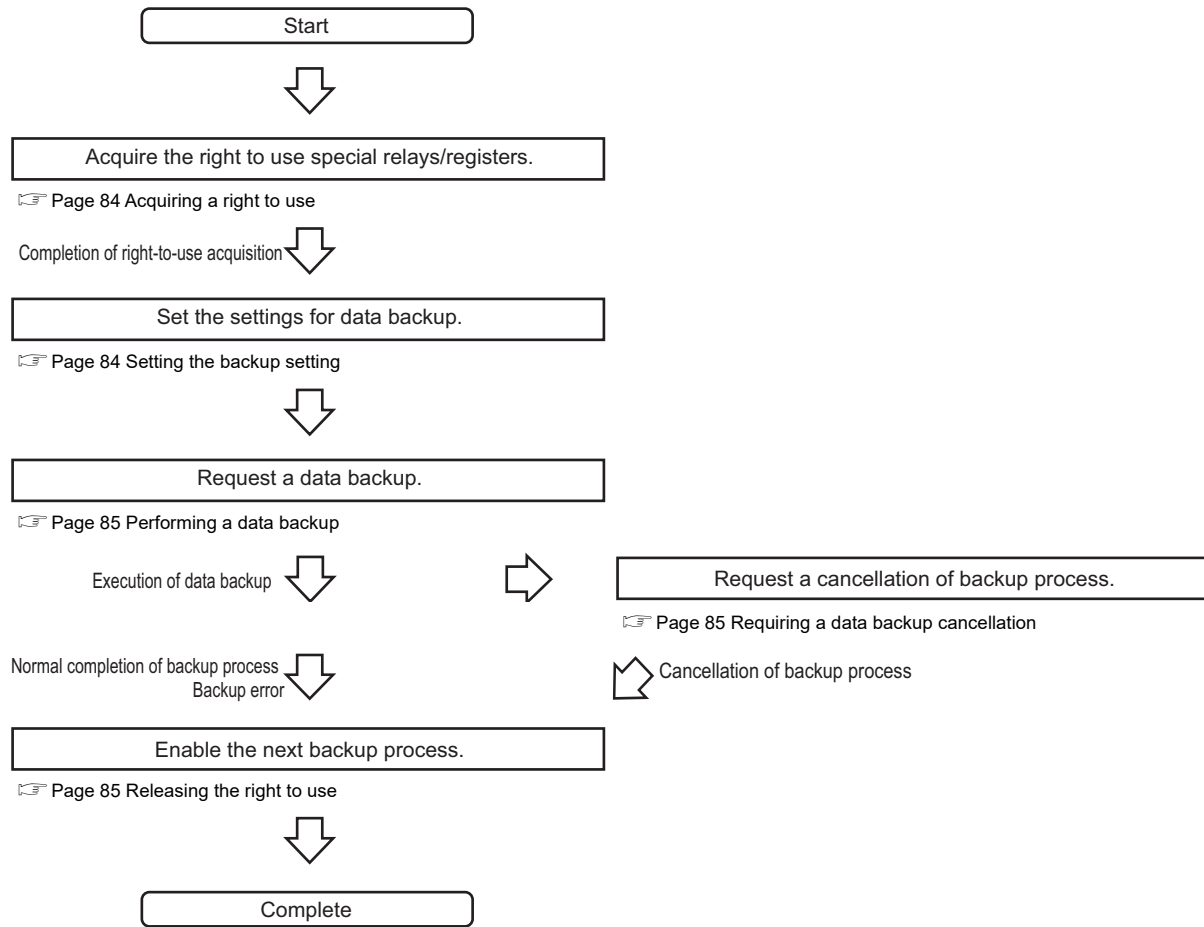 Start
Acquire the right to use special relays/registers.
☞ Page 84 Acquiring a right to use
Completion of right-to-use acquisition
Set the settings for data backup.
☞ Page 84 Setting the backup setting
Request a data backup.
☞ Page 85 Performing a data backup
Execution of data backup
Request a cancellation of backup process.
☞ Page 85 Requiring a data backup cancellation
Normal completion of backup process
Backup error
Cancellation of backup process
Enable the next backup process.
☞ Page 85 Releasing the right to use
Complete